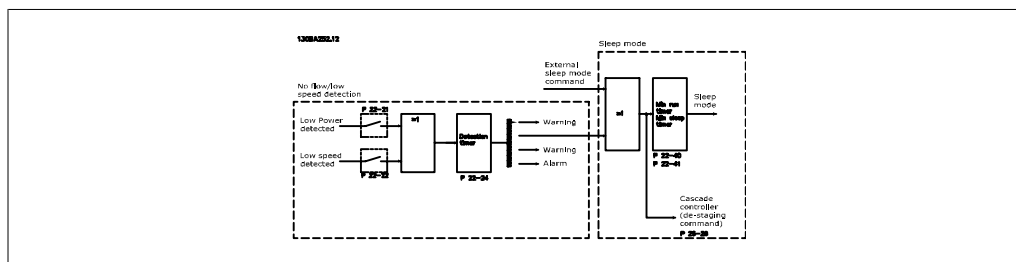 130BA252.12
Sleep mode
External
sleep mode
command
No flow/low
speed detection
P 22-21
Low Power
detected
≥1
Detection
timer
Warning
Low speed
detected
P 22-22
P 22-24
Warning
Alarm
≥1
Min run
timer
Min sleep
timer
Sleep
mode
P 22-40
P 22-41
Cascade
controller
(de-staging
command)
P 25-26